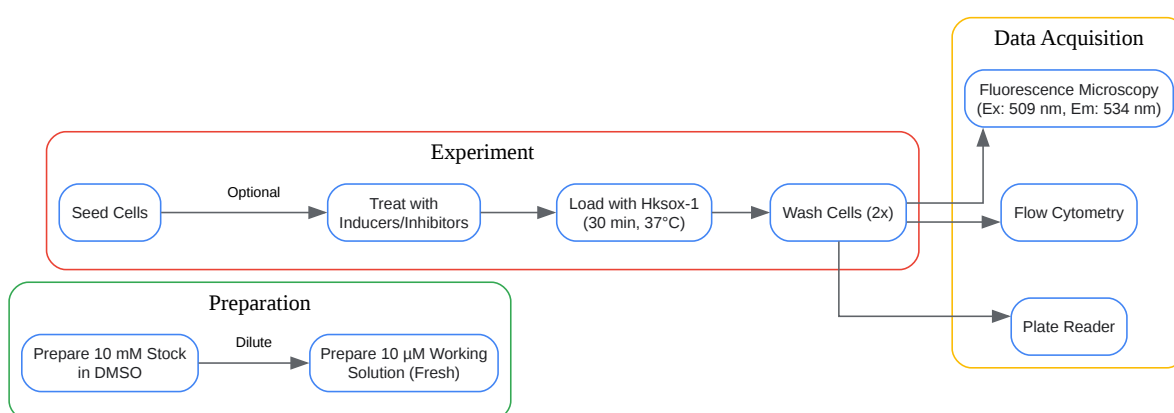 Data Acquisition
Fluorescence Microscopy
(Ex: 509 nm, Em: 534 nm)
Flow Cytometry
Plate Reader
Experiment
Seed Cells
Optional
Treat with
Inducers/Inhibitors
Load with Hksox-1
(30 min, 37°C)
Wash Cells (2x)
Preparation
Prepare 10 mM Stock
in DMSO
Dilute
Prepare 10 µM Working
Solution (Fresh)